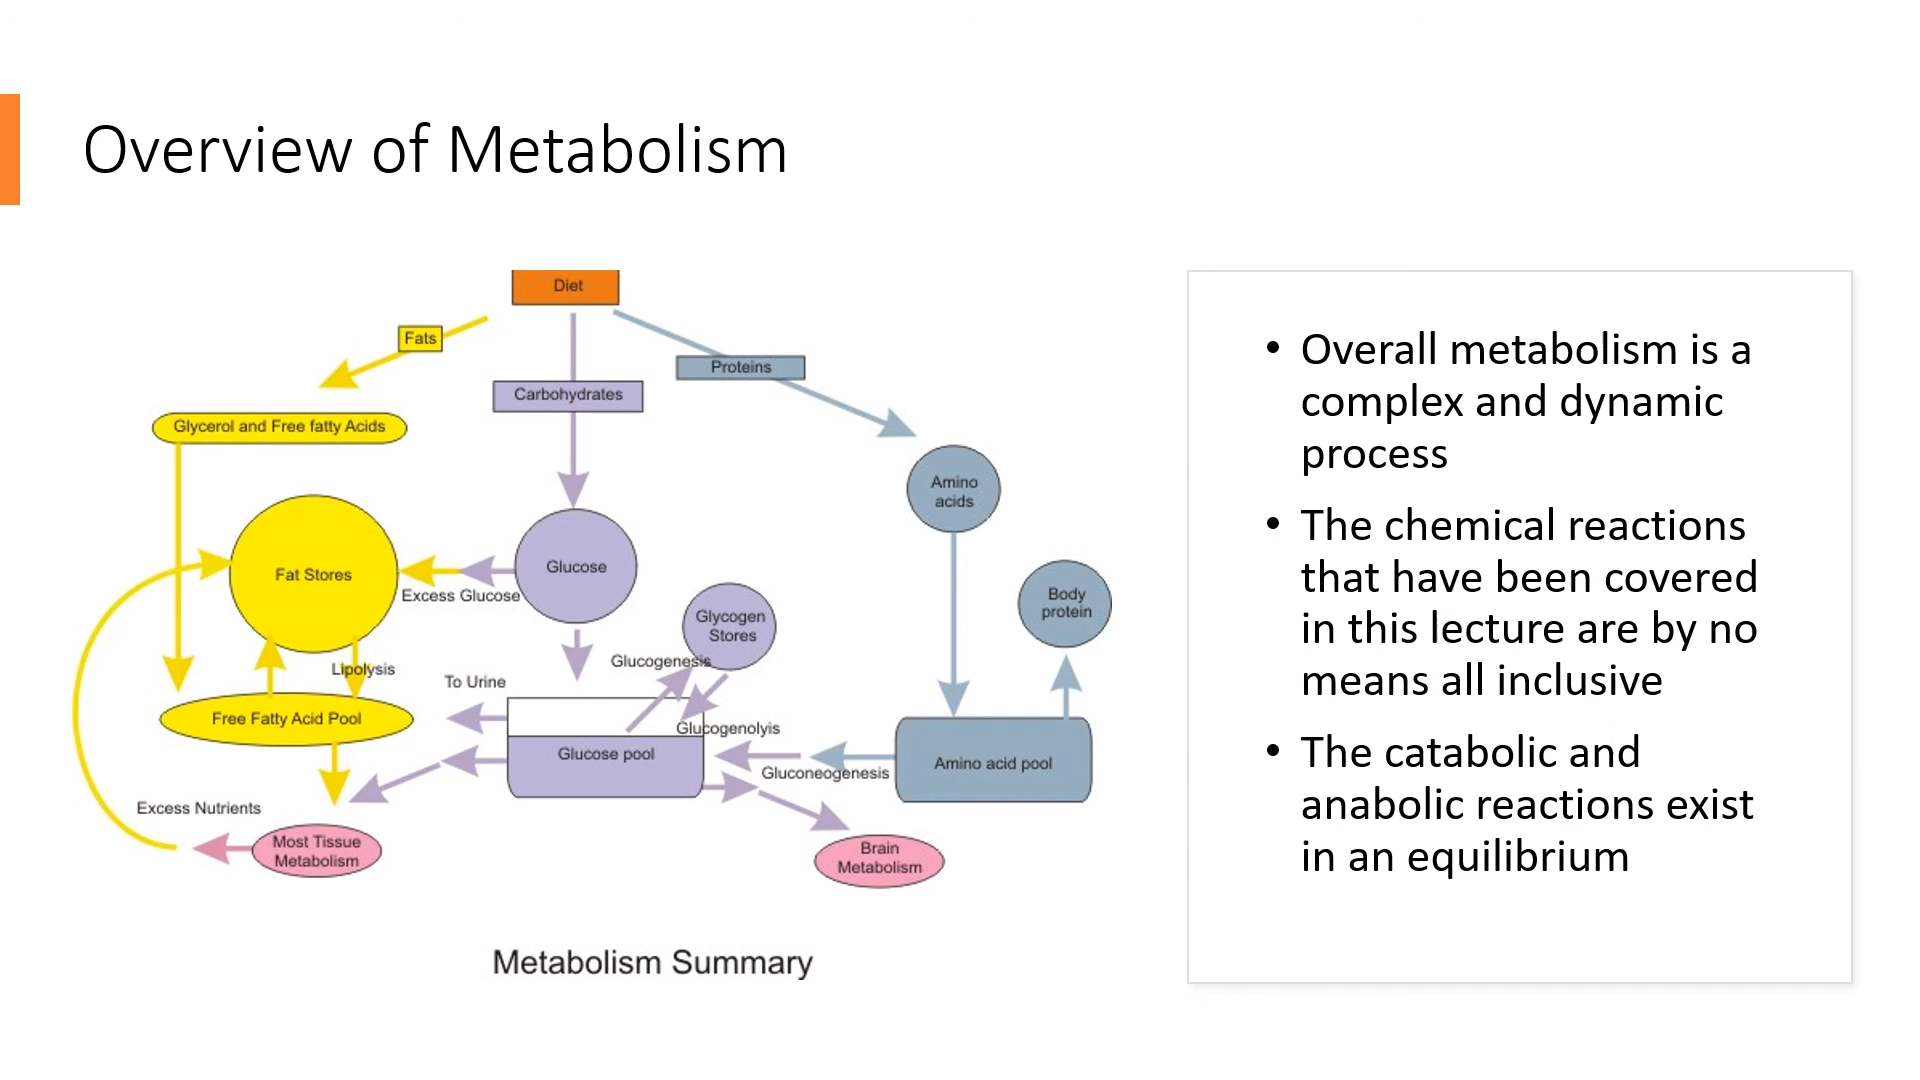 Overview of Metabolism
Diet
Fats
Proteins
Carbohydrates
Glycerol and Free fatty Acids
Amino
acids
Glucose
Fat Stores
Excess Glucose
Body
protein
Glycogen
Stores
Glucogenesis
Lipolysis
To Urine
Free Fatty Acid Pool
Glucogenolyis
Glucose pool
Gluconeogenesis
Amino acid pool
Excess Nutrients
Most Tissue
Metabolism
Brain
Metabolism
Metabolism Summary
• Overall metabolism is a
complex and dynamic
process
• The chemical reactions
that have been covered
in this lecture are by no
means all inclusive
• The catabolic and
anabolic reactions exist
in an equilibrium